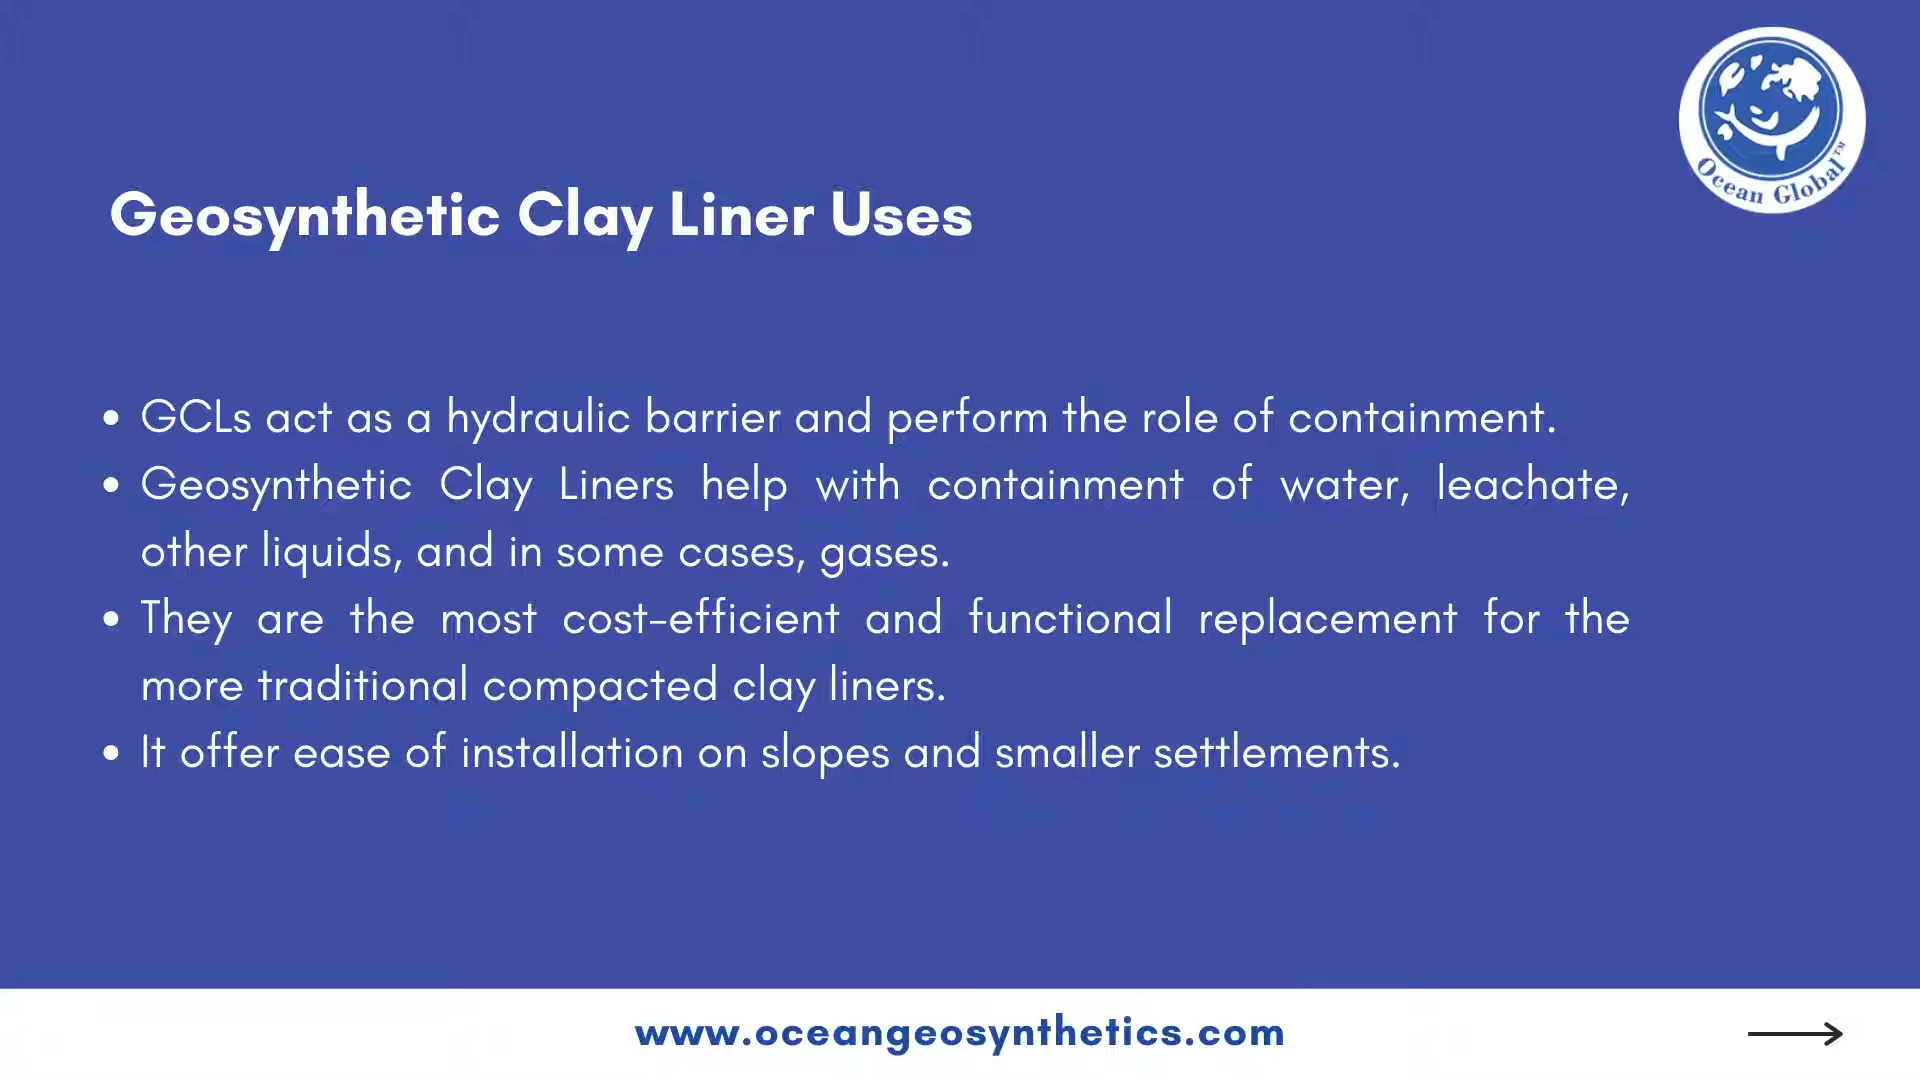 Ocean Global™
Geosynthetic Clay Liner Uses
• GCLs act as a hydraulic barrier and perform the role of containment.
• Geosynthetic Clay Liners help with containment of water, leachate,
other liquids, and in some cases, gases.
• They are the most cost-efficient and functional replacement for the
more traditional compacted clay liners.
• It offer ease of installation on slopes and smaller settlements.
www.oceangeosynthetics.com